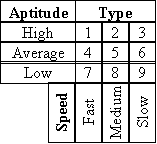 Aptitude Type
High 1 2 3
Average 4 5 6
Low 7 8 9
Speed Fast Medium Slow